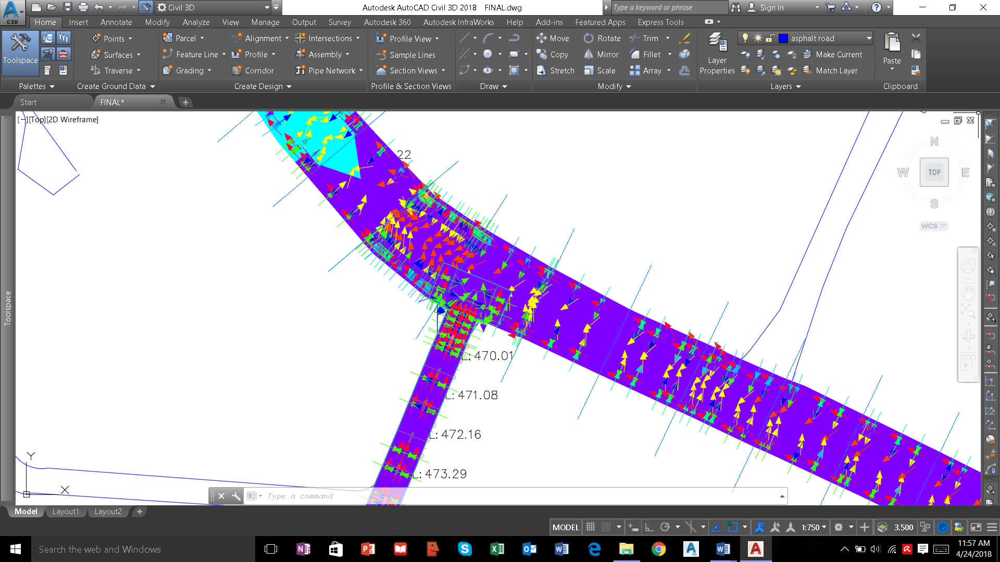 Civil 3D
Autodesk AutoCAD Civil 3D 2018 FINAL.dwg
Type a keyword or phrase
Sign In
C3D
Home Insert Annotate Modify Analyze View Manage Output Survey Autodesk 360 Autodesk InfraWorks Help Add-ins Featured Apps Express Tools
Toolspace
Points
Surfaces
Traverse
Parcel
Feature Line
Grading
Alignment
Profile
Corridor
Intersections
Assembly
Pipe Network
Profile View
Sample Lines
Section Views
Move
Copy
Stretch
Rotate
Mirror
Scale
Trim
Fillet
Array
Layer
Properties
asphalt road
Make Current
Match Layer
Paste
Palettes
Create Ground Data
Create Design
Profile & Section Views
Draw
Modify
Layers
Clipboard
Start
FINAL*
[−][Top][2D Wireframe]
N
W TOP E
S
WCS
22
L: 470.01
L: 471.08
L: 472.16
L: 473.29
Toolspace
Y
X
Type a command
Model Layout1 Layout2
MODEL
1:750
3.500
Search the web and Windows
11:57 AM
4/24/2018